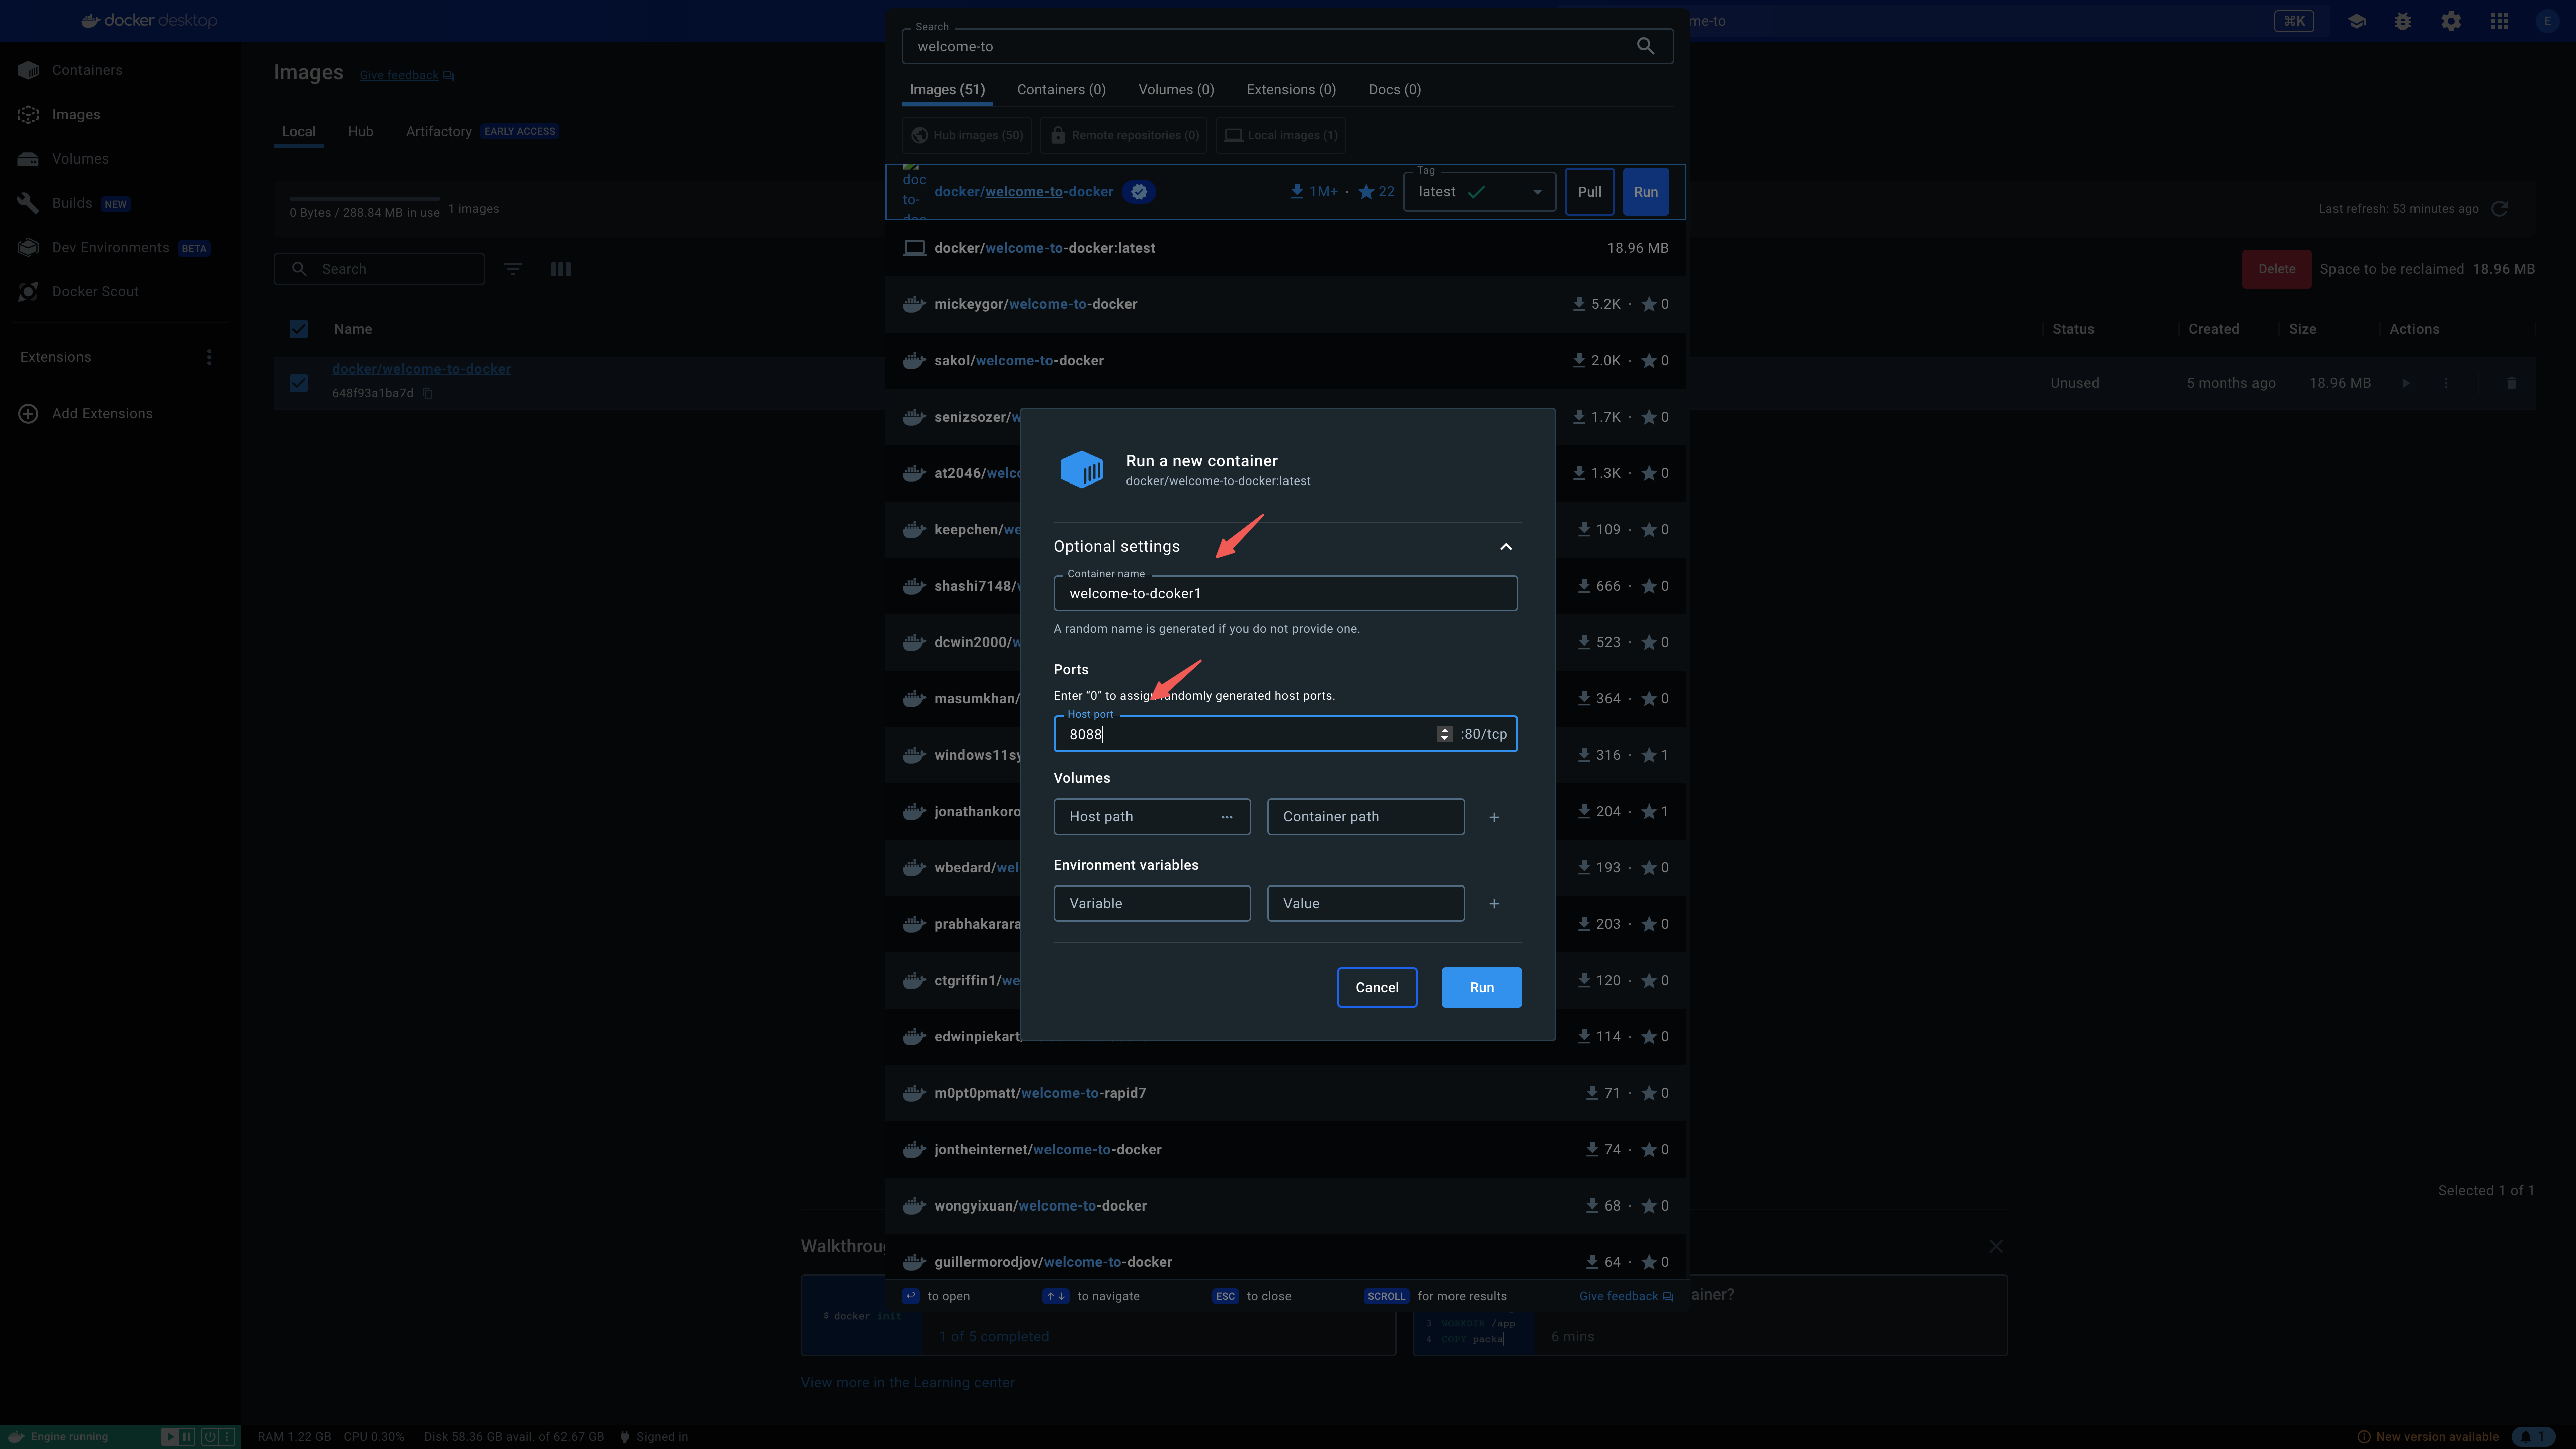 docker desktop
me-to
⌘K
E
Containers
Images
Volumes
Builds NEW
Dev Environments BETA
Docker Scout
Extensions
Add Extensions
Images Give feedback
Local Hub Artifactory EARLY ACCESS
0 Bytes / 288.84 MB in use 1 images
Last refresh: 53 minutes ago
Search
Delete Space to be reclaimed 18.96 MB
Name Status Created Size Actions
docker/welcome-to-docker
648f93a1ba7d
Unused 5 months ago 18.96 MB
Selected 1 of 1
Search
welcome-to
Images (51) Containers (0) Volumes (0) Extensions (0) Docs (0)
Hub images (50) Remote repositories (0) Local images (1)
doc
to-
docker/welcome-to-docker 1M+ · 22
Tag
latest
Pull Run
docker/welcome-to-docker:latest 18.96 MB
mickeygor/welcome-to-docker 5.2K · 0
sakol/welcome-to-docker 2.0K · 0
senizsozer/w 1.7K · 0
at2046/welc 1.3K · 0
keepchen/we 109 · 0
shashi7148/ 666 · 0
dcwin2000/w 523 · 0
masumkhan/ 364 · 0
windows11sy 316 · 1
jonathankoro 204 · 1
wbedard/wel 193 · 0
prabhakarara 203 · 0
ctgriffin1/we 120 · 0
edwinpiekart/ 114 · 0
m0pt0pmatt/welcome-to-rapid7 71 · 0
jontheinternet/welcome-to-docker 74 · 0
wongyixuan/welcome-to-docker 68 · 0
guillermorodjov/welcome-to-docker 64 · 0
to open ↑↓ to navigate ESC to close SCROLL for more results Give feedback
Run a new container
docker/welcome-to-docker:latest
Optional settings
Container name
welcome-to-dcoker1
A random name is generated if you do not provide one.
Ports
Enter “0” to assign randomly generated host ports.
Host port
8088 :80/tcp
Volumes
Host path ··· Container path +
Environment variables
Variable Value +
Cancel Run
Walkthrou
$ docker init
1 of 5 completed
ainer?
3 WORKDIR /app
4 COPY packa
6 mins
View more in the Learning center
Engine running
RAM 1.22 GB CPU 0.30% Disk 58.36 GB avail. of 62.67 GB Signed in
New version available 1